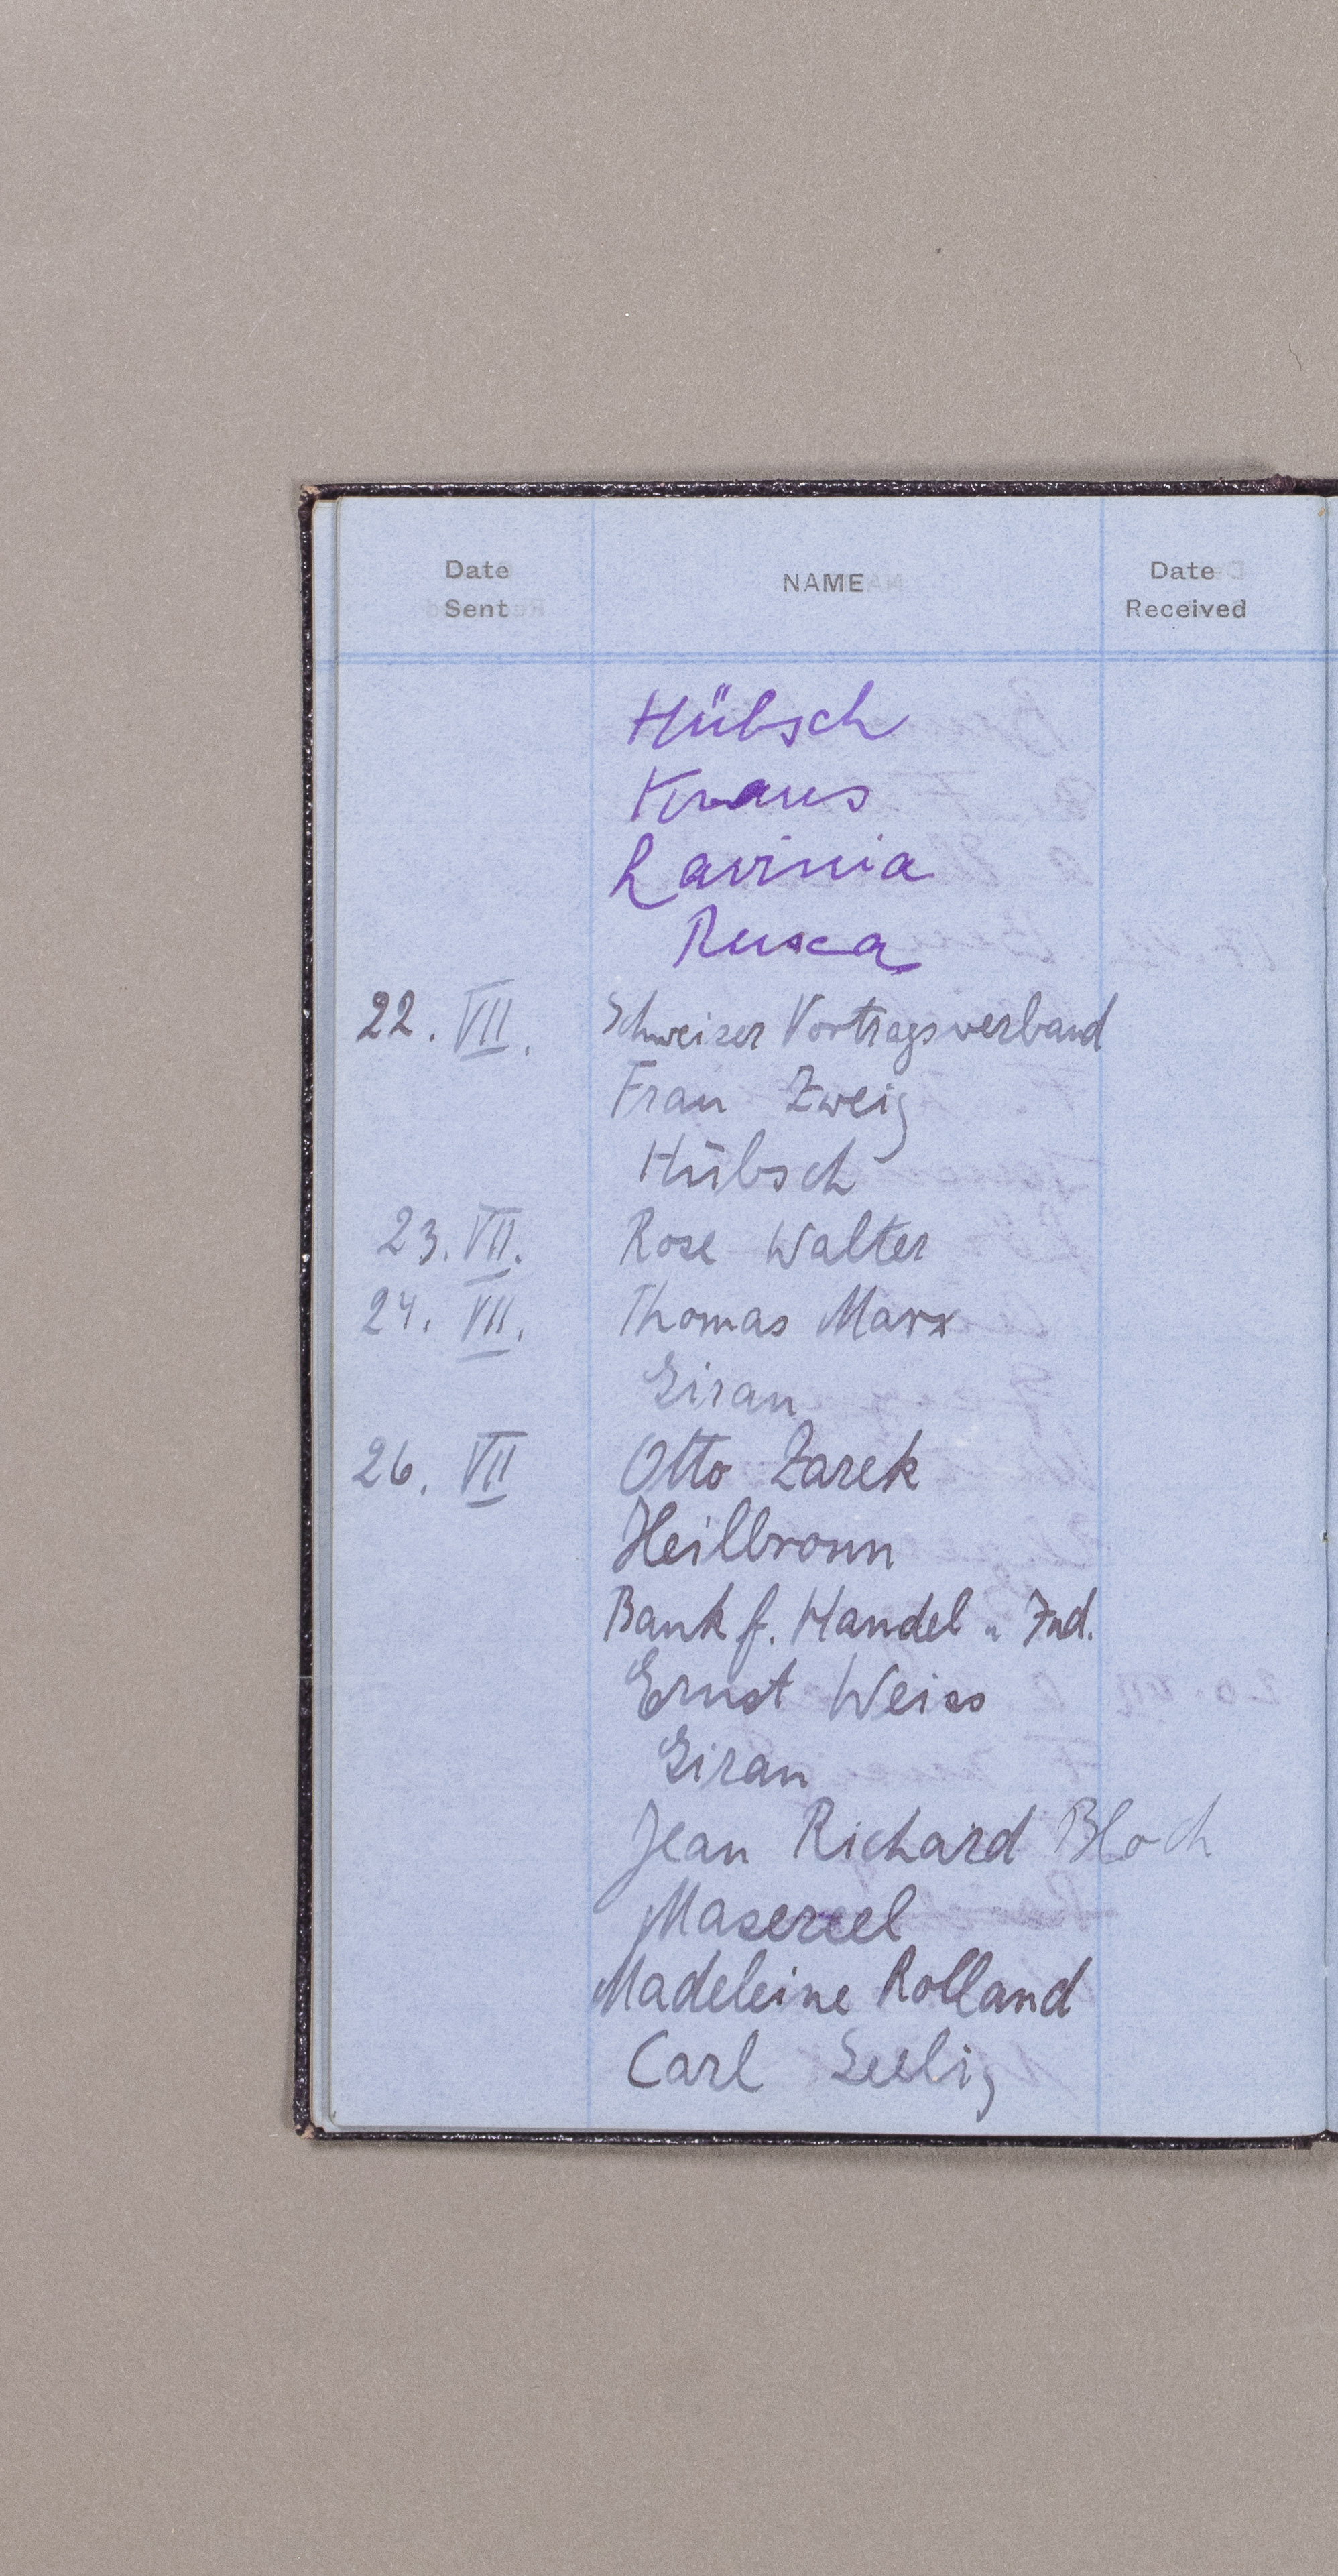 Date Sent NAME Date Received
Hübsch
Kraus
Lavinia
Rusca
22. VII. Schweizer Vortragsverband
Frau Zweig
Hübsch
23. VII. Rose Walter
24. VII. Thomas Marx
Giran
26. VII Otto Zarek
Heilbronn
Bank f. Handel u Ind.
Ernst Weiss
Giran
Jean Richard Bloch
Masereel
Madeleine Rolland
Carl Seelig